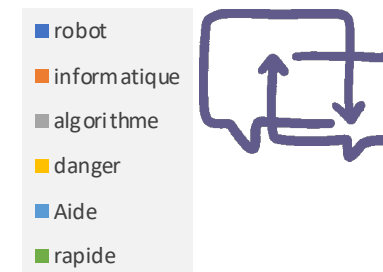 robot
informatique
algorithme
danger
Aide
rapide